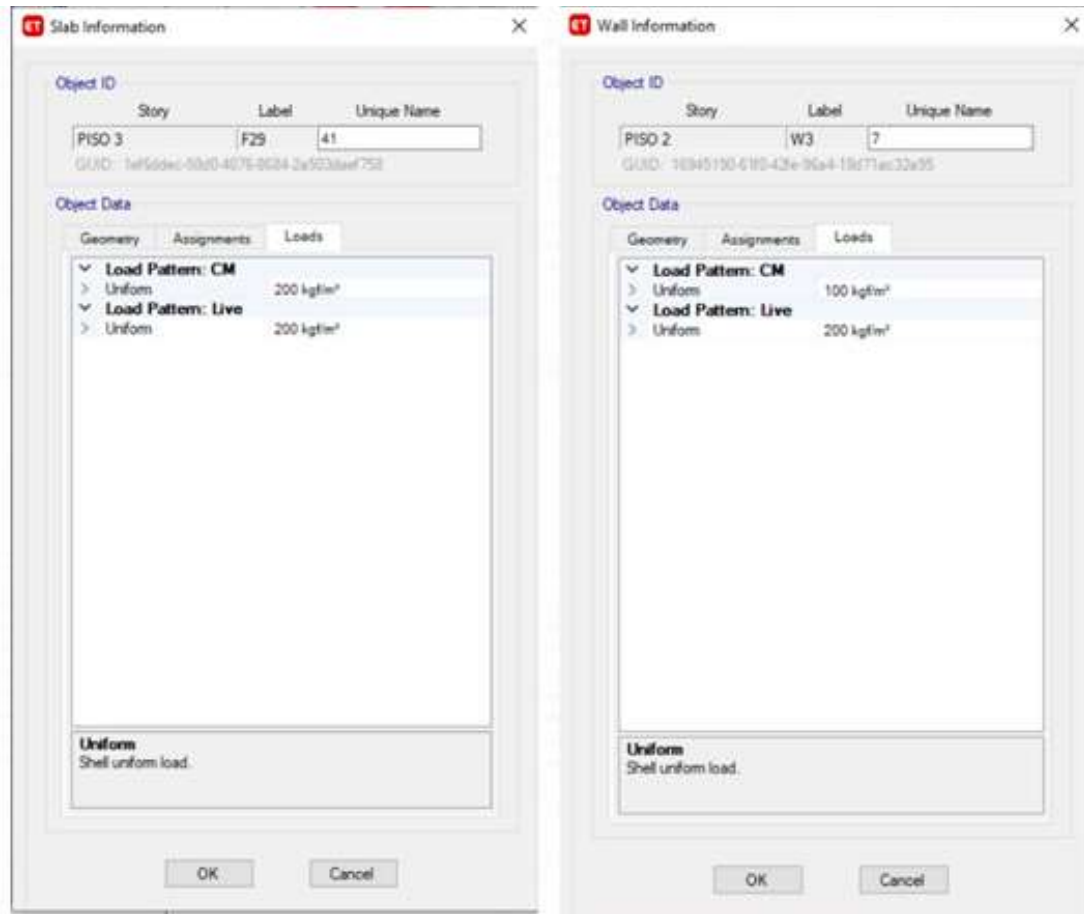 Slab Information
Object ID
Story Label Unique Name
PISO 3 F29 41
GUID:
Object Data
Geometry Assignments Loads
Load Pattern: CM
Uniform 200 kgf/m²
Load Pattern: Live
Uniform 200 kgf/m²
Uniform
Shell uniform load.
OK Cancel
Wall Information
Object ID
Story Label Unique Name
PISO 2 W3 7
GUID:
Object Data
Geometry Assignments Loads
Load Pattern: CM
Uniform 100 kgf/m²
Load Pattern: Live
Uniform 200 kgf/m²
Uniform
Shell uniform load.
OK Cancel